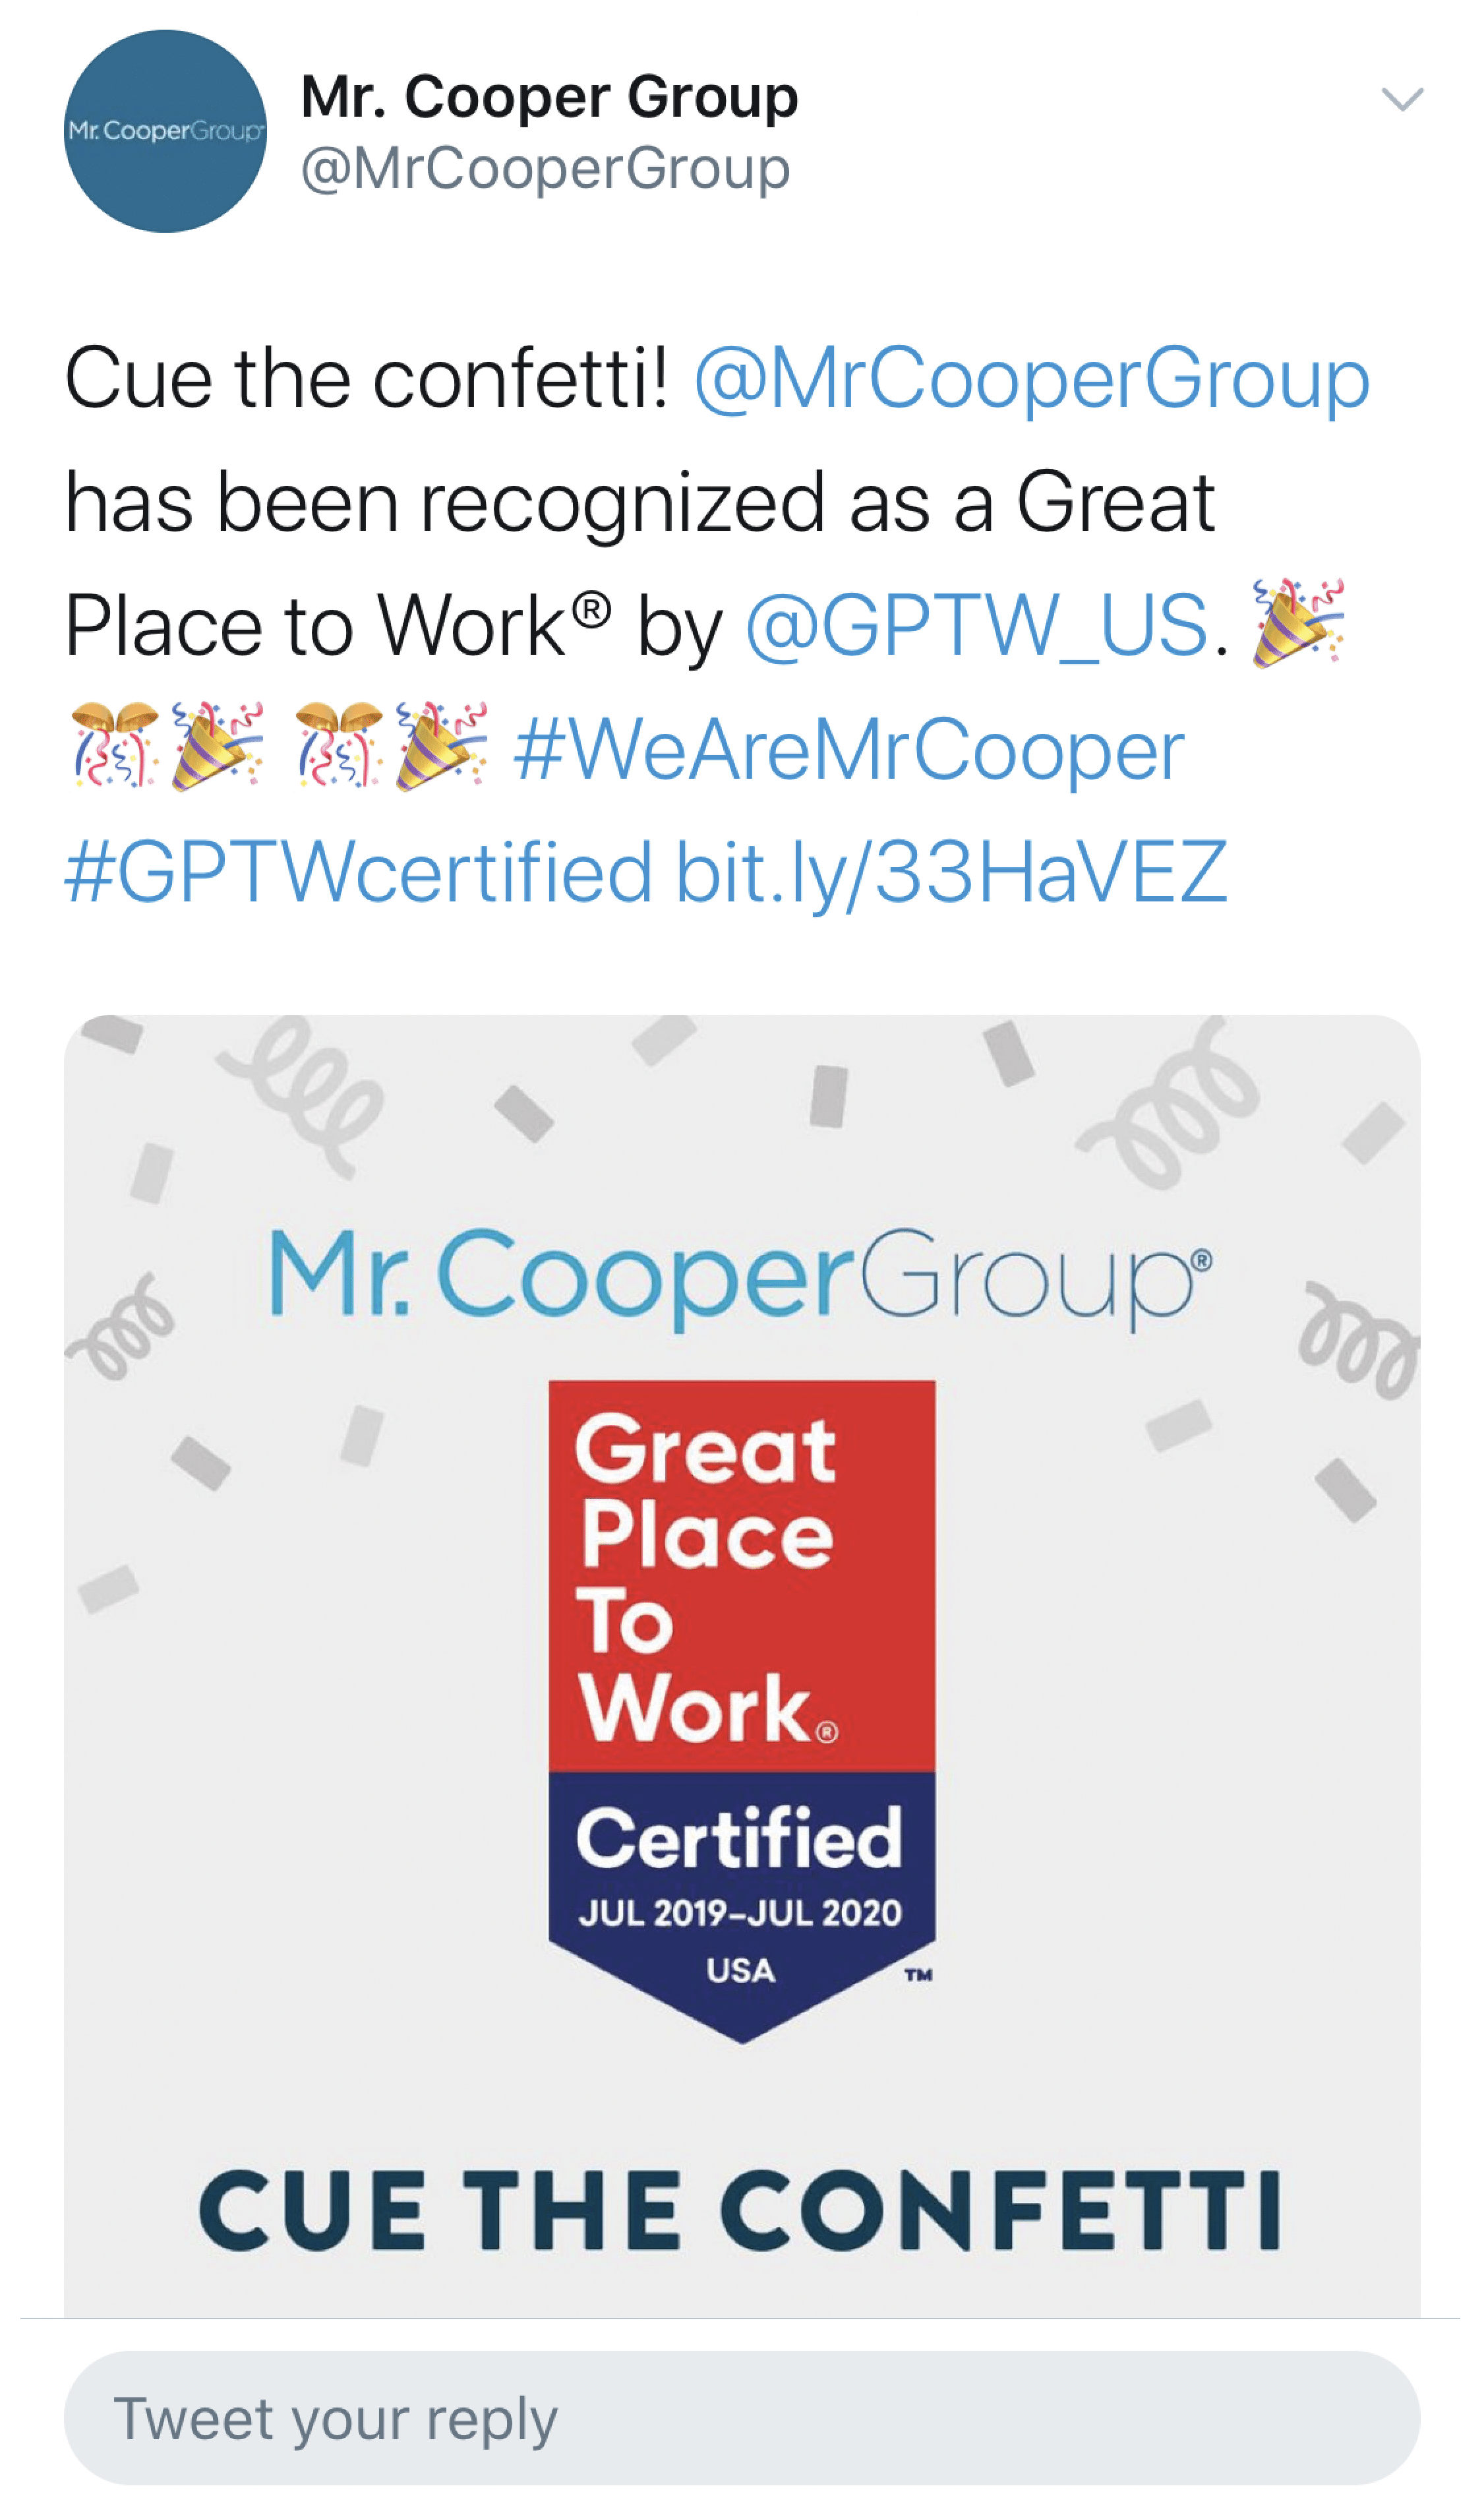 Mr. CooperGroup®
Mr. Cooper Group
@MrCooperGroup
Cue the confetti! @MrCooperGroup
has been recognized as a Great
Place to Work® by @GPTW_US. 🎉
🎊🎉 🎊🎉 #WeAreMrCooper
#GPTWcertified bit.ly/33HaVEZ
Mr. CooperGroup®
Great
Place
To
Work®
Certified
JUL 2019–JUL 2020
USA
TM
CUE THE CONFETTI
Tweet your reply